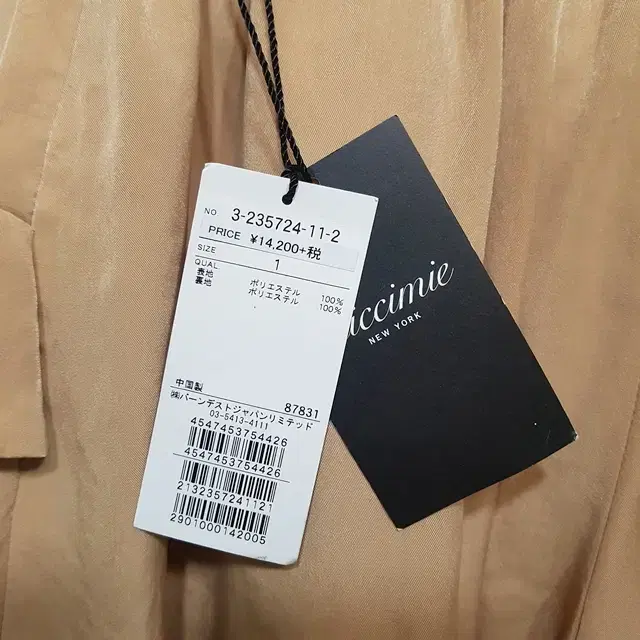 NO 3-235724-11-2
PRICE ¥14,200+税
SIZE 1
QUAL
表地 ポリエステル 100%
裏地 ポリエステル 100%
中国製 87831
㈱バーンデストジャパンリミテッド
03-5413-4111
4547453754426
4547453754426
2132357241121
2901000142005
iccimie
NEW YORK